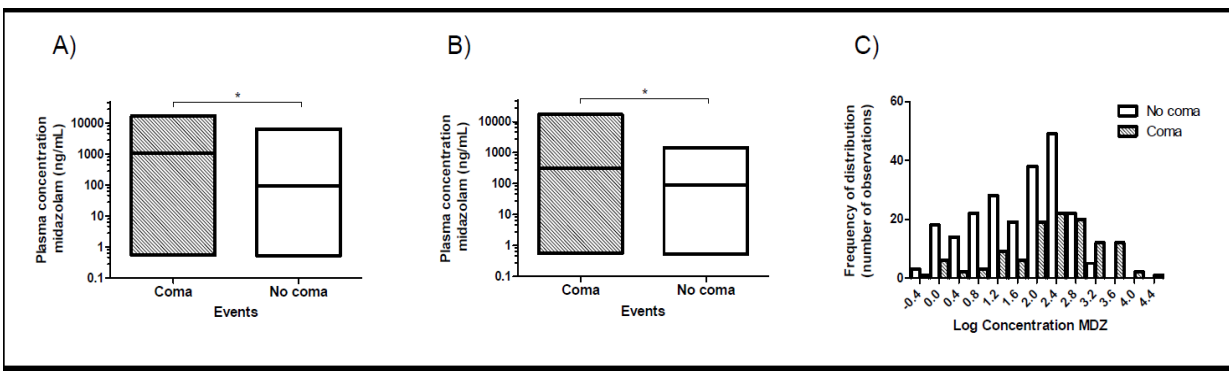 A)
*
Plasma concentration
midazolam (ng/mL)
10000
1000
100
10
1
0.1
Coma
No coma
Events
B)
*
Plasma concentration
midazolam (ng/mL)
10000
1000
100
10
1
0.1
Coma
No coma
Events
C)
Frequency of distribution
(number of observations)
60
40
20
0
No coma
Coma
-0.4
0.0
0.4
0.8
1.2
1.6
2.0
2.4
2.8
3.2
3.6
4.0
4.4
Log Concentration MDZ